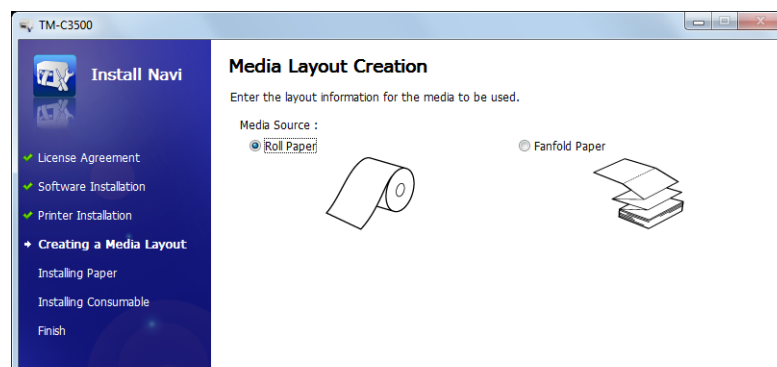 TM-C3500
Install Navi
License Agreement
Software Installation
Printer Installation
Creating a Media Layout
Installing Paper
Installing Consumable
Finish
Media Layout Creation
Enter the layout information for the media to be used.
Media Source :
Roll Paper
Fanfold Paper